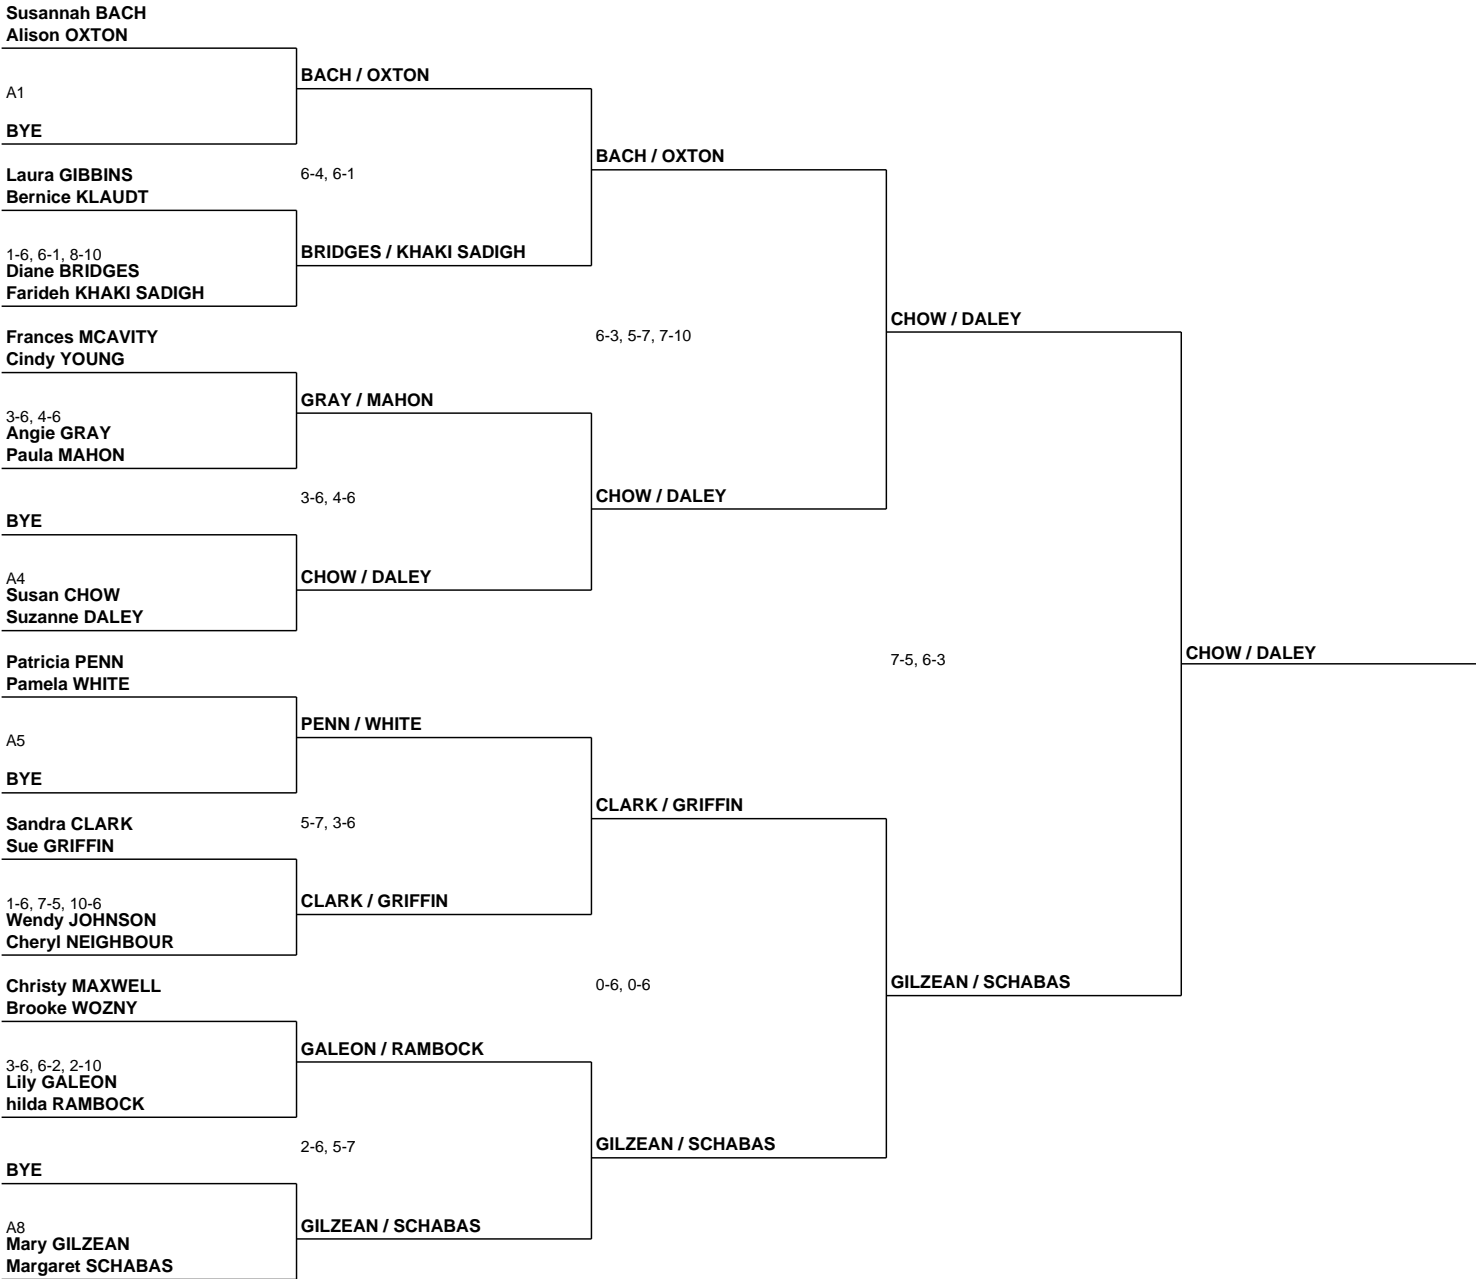 Susannah BACH
Alison OXTON
A1
BYE
Laura GIBBINS
Bernice KLAUDT
1-6, 6-1, 8-10
Diane BRIDGES
Farideh KHAKI SADIGH
Frances MCAVITY
Cindy YOUNG
3-6, 4-6
Angie GRAY
Paula MAHON
BYE
A4
Susan CHOW
Suzanne DALEY
Patricia PENN
Pamela WHITE
A5
BYE
Sandra CLARK
Sue GRIFFIN
1-6, 7-5, 10-6
Wendy JOHNSON
Cheryl NEIGHBOUR
Christy MAXWELL
Brooke WOZNY
3-6, 6-2, 2-10
Lily GALEON
hilda RAMBOCK
BYE
A8
Mary GILZEAN
Margaret SCHABAS
BACH / OXTON
6-4, 6-1
BRIDGES / KHAKI SADIGH
GRAY / MAHON
3-6, 4-6
CHOW / DALEY
PENN / WHITE
5-7, 3-6
CLARK / GRIFFIN
GALEON / RAMBOCK
2-6, 5-7
GILZEAN / SCHABAS
BACH / OXTON
6-3, 5-7, 7-10
CHOW / DALEY
CLARK / GRIFFIN
0-6, 0-6
GILZEAN / SCHABAS
CHOW / DALEY
7-5, 6-3
GILZEAN / SCHABAS
CHOW / DALEY